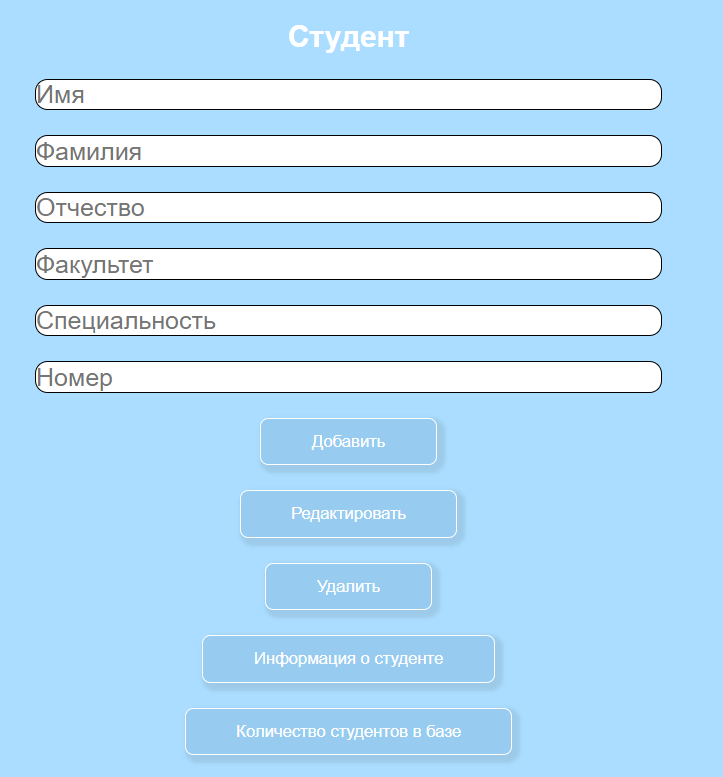 Студент
Имя
Фамилия
Отчество
Факультет
Специальность
Номер
Добавить
Редактировать
Удалить
Информация о студенте
Количество студентов в базе